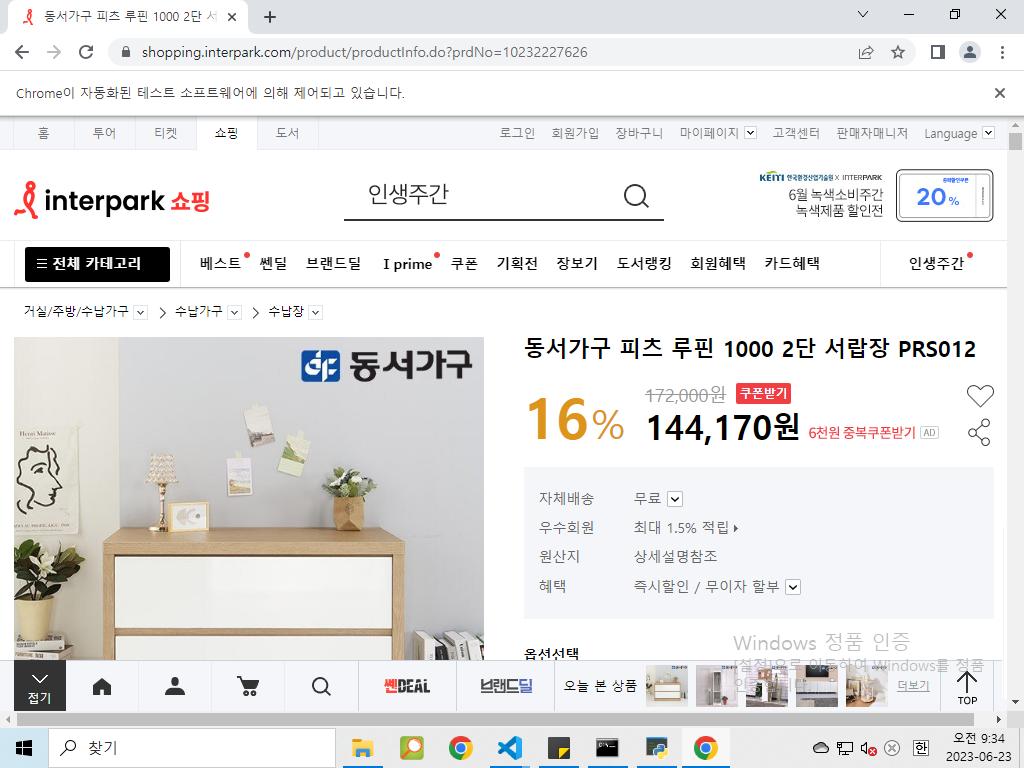 동서가구 피츠 루핀 1000 2단 서
shopping.interpark.com/product/productInfo.do?prdNo=10232227626
Chrome이 자동화된 테스트 소프트웨어에 의해 제어되고 있습니다.
홈 투어 티켓 쇼핑 도서 로그인 회원가입 장바구니 마이페이지 고객센터 판매자매니저 Language
interpark 쇼핑
인생주간
KEITI 한국환경산업기술원 X INTERPARK
6월 녹색소비주간
녹색제품 할인전
중복할인쿠폰
20%
전체 카테고리 베스트 쎈딜 브랜드딜 I prime 쿠폰 기획전 장보기 도서랭킹 회원혜택 카드혜택 인생주간
거실/주방/수납가구 > 수납가구 > 수납장
동서가구
Henri Matisse
동서가구 피츠 루핀 1000 2단 서랍장 PRS012
16%
172,000원 쿠폰받기
144,170원 6천원 중복쿠폰받기 AD
자체배송 무료
우수회원 최대 1.5% 적립
원산지 상세설명참조
혜택 즉시할인 / 무이자 할부
옵션선택
Windows 정품 인증
[설정]으로 이동하여 Windows를 정품
인증합니다.
접기
쎈DEAL
브랜드딜
오늘 본 상품
더보기
TOP
찾기
한
오전 9:34
2023-06-23